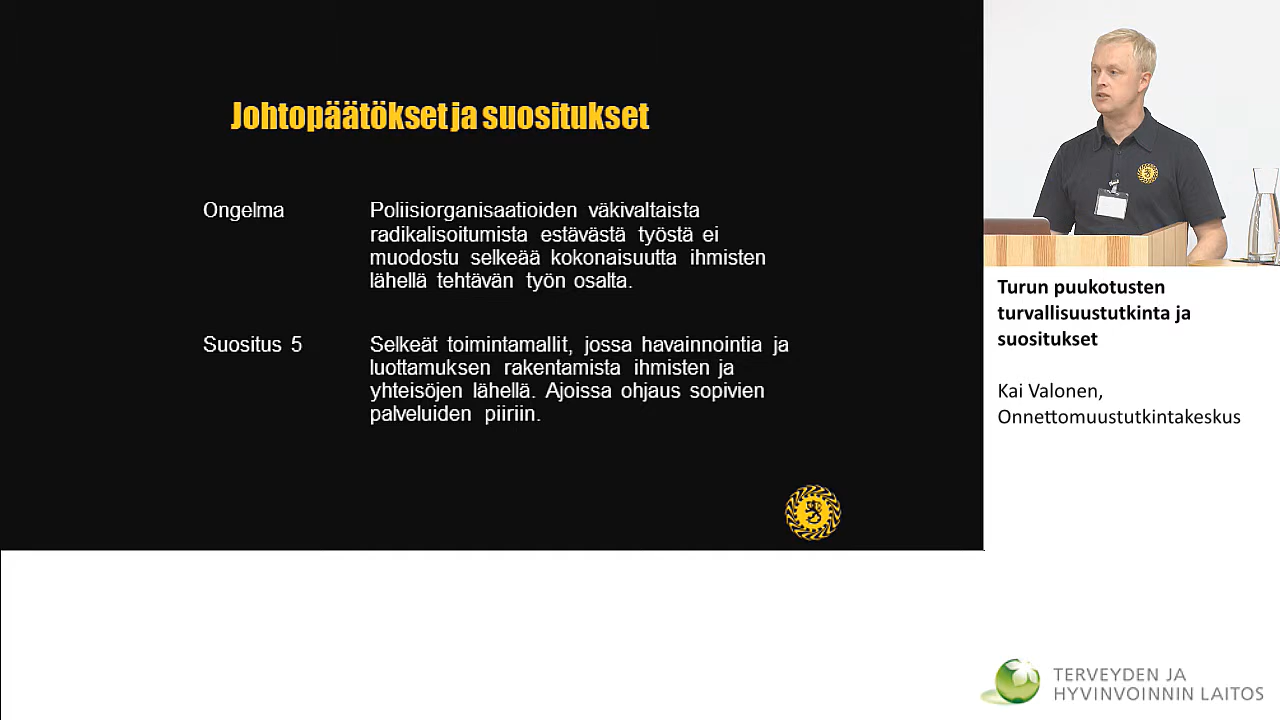 Johtopäätökset ja suositukset
Ongelma
Poliisiorganisaatioiden väkivaltaista
radikalisoitumista estävästä työstä ei
muodostu selkeää kokonaisuutta ihmisten
lähellä tehtävän työn osalta.
Suositus 5
Selkeät toimintamallit, jossa havainnointia ja
luottamuksen rakentamista ihmisten ja
yhteisöjen lähellä. Ajoissa ohjaus sopivien
palveluiden piiriin.
Turun puukotusten
turvallisuustutkinta ja
suositukset
Kai Valonen,
Onnettomuustutkintakeskus
TERVEYDEN JA
HYVINVOINNIN LAITOS